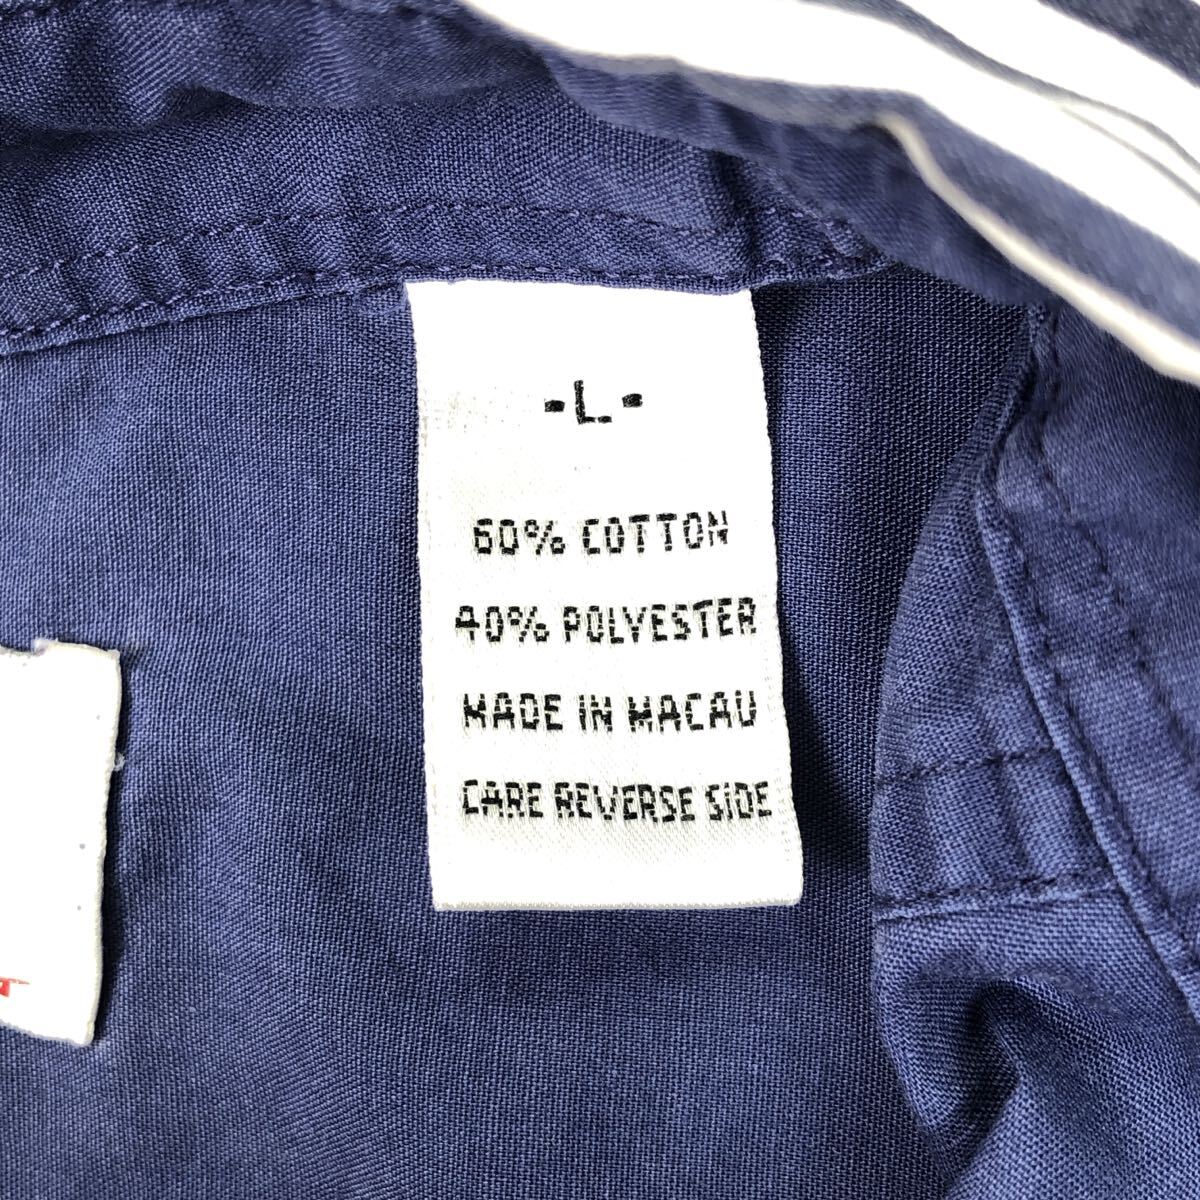 -L-
60% COTTON
40% POLYESTER
MADE IN MACAU
CARE REVERSE SIDE